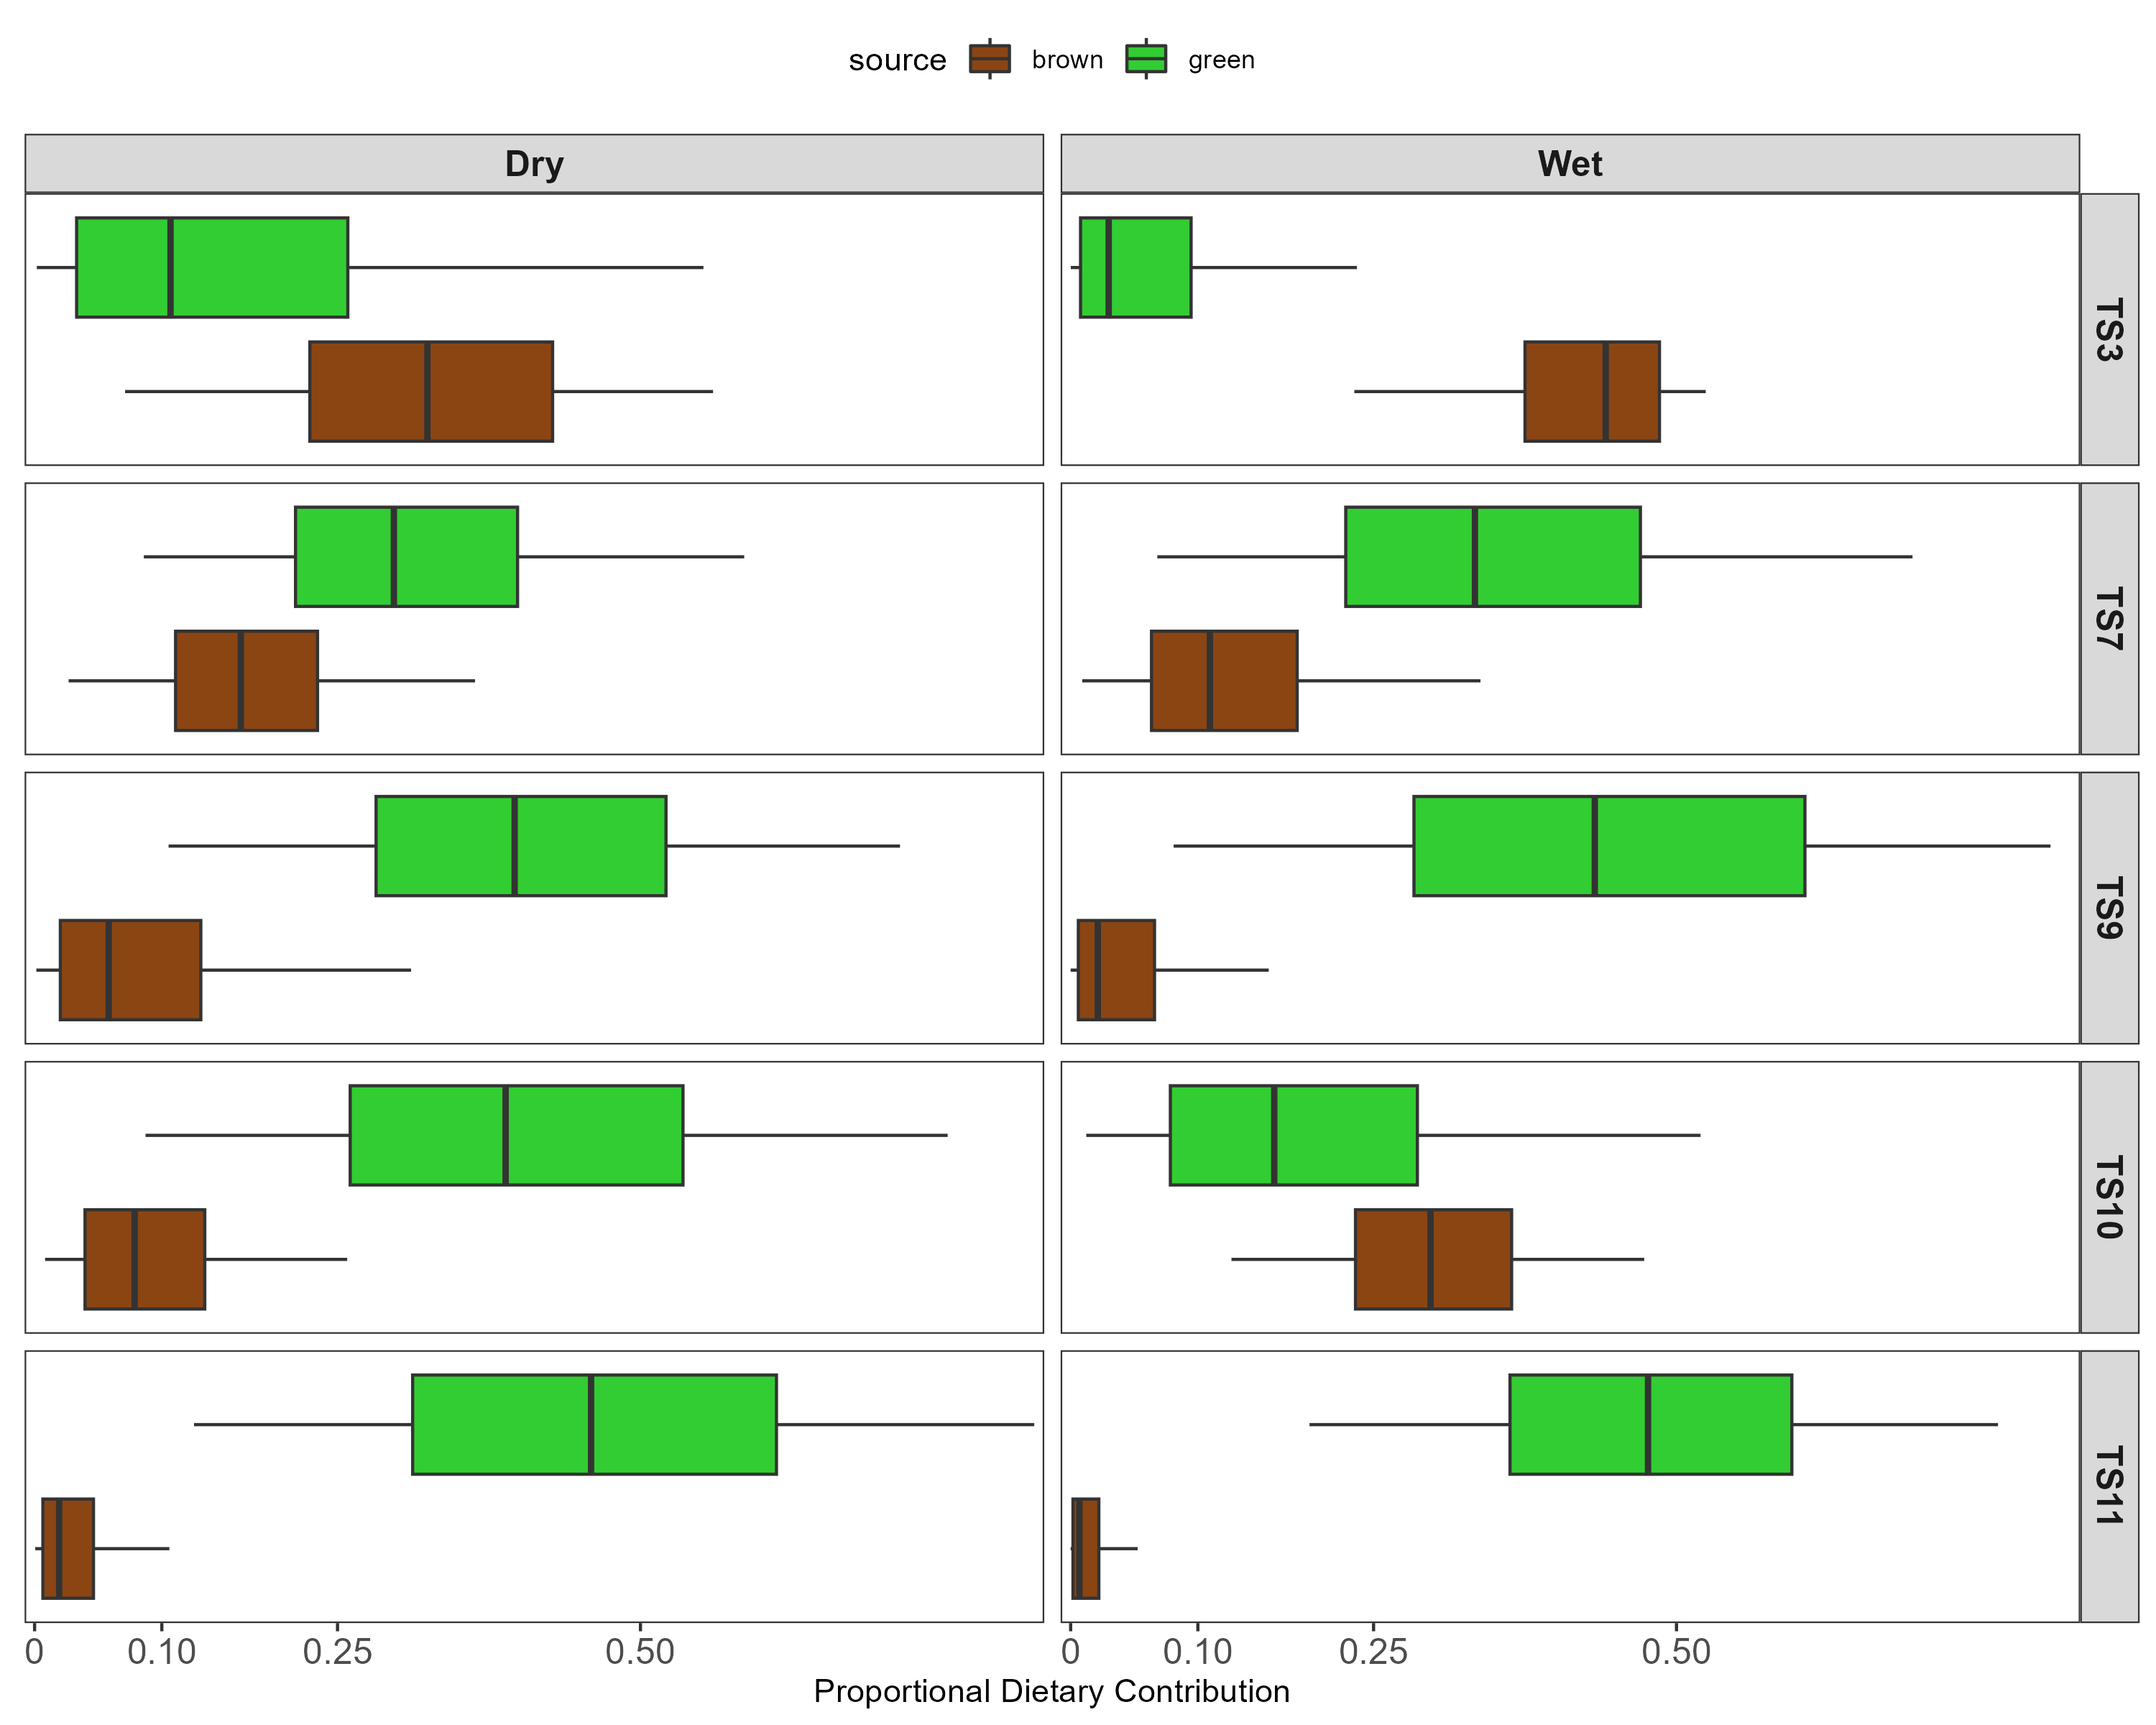 source brown green
Dry Wet
TS3
TS7
TS9
TS10
TS11
0 0.10 0.25 0.50 0 0.10 0.25 0.50
Proportional Dietary Contribution